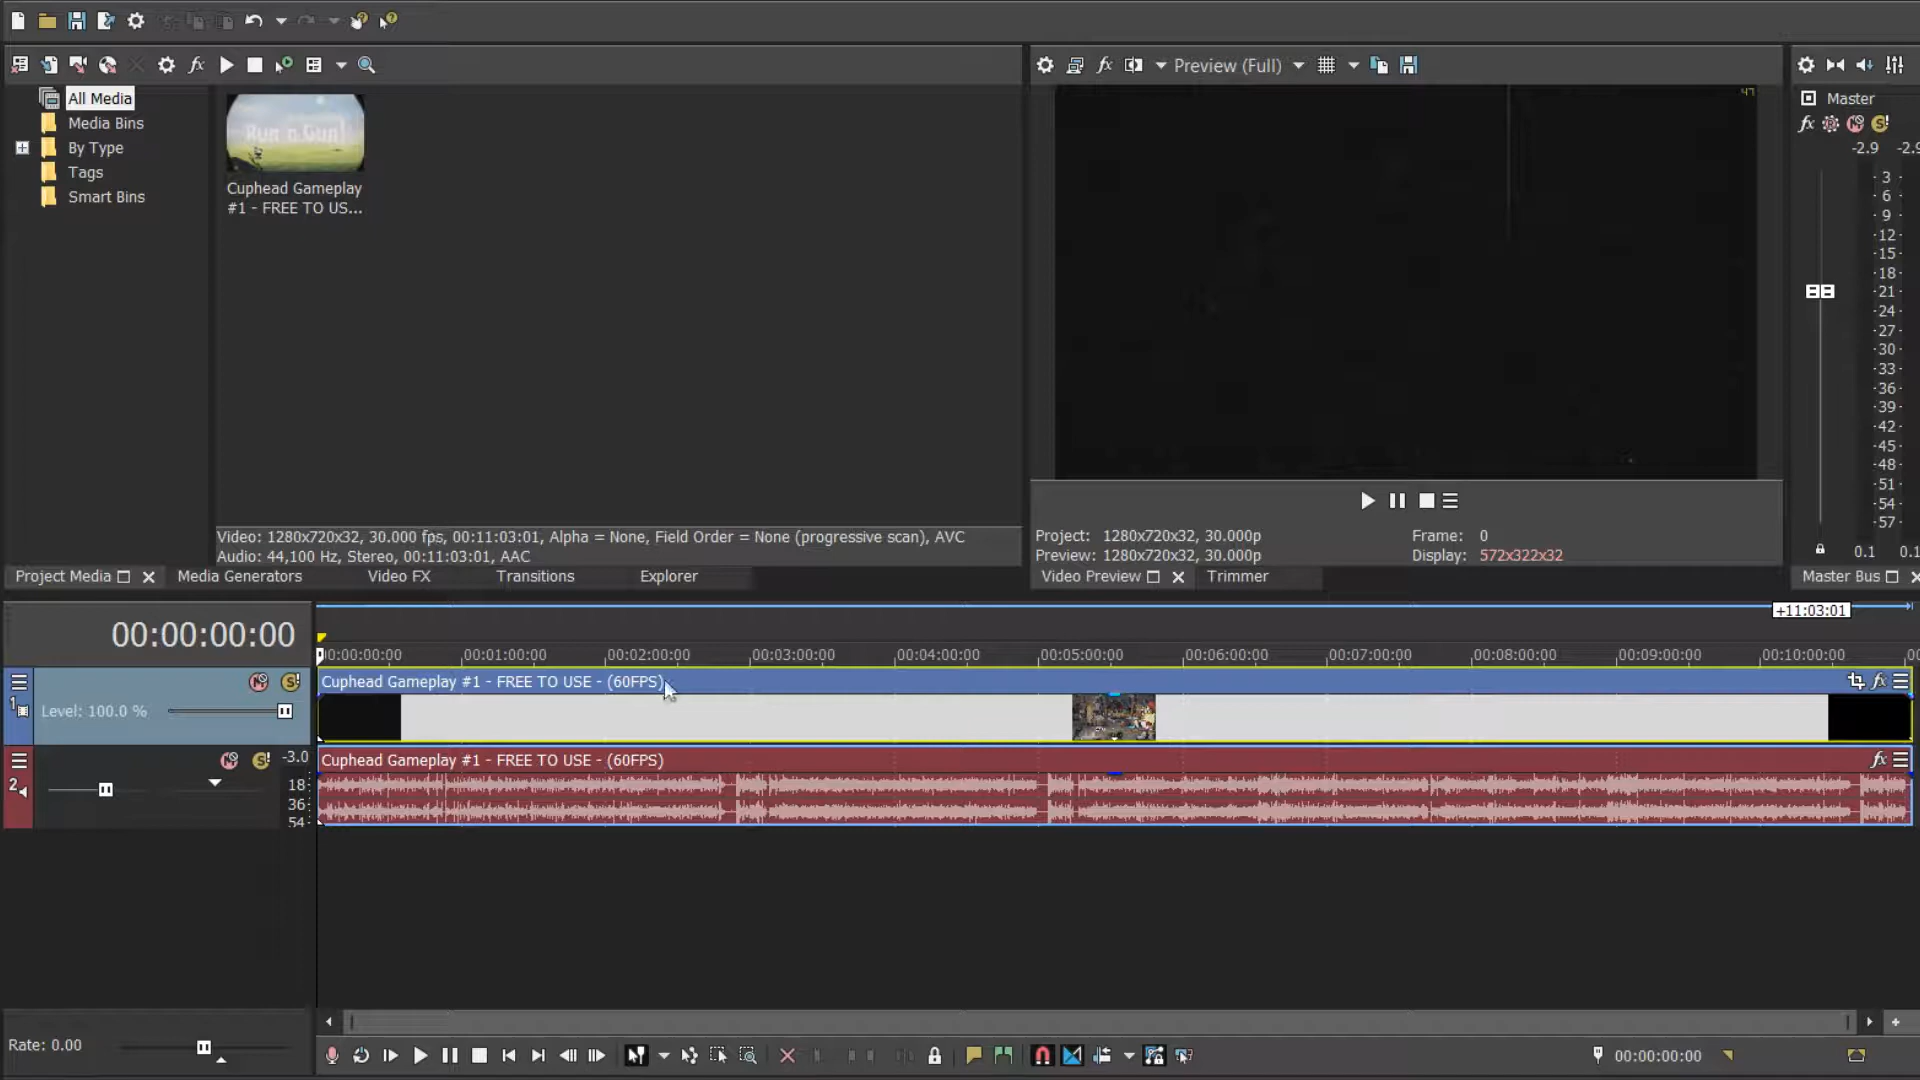 Preview (Full)
All Media
Media Bins
By Type
Tags
Smart Bins
Run n Gun!
Cuphead Gameplay
#1 - FREE TO US...
47
Master
-2.9 -2.9
3
6
9
12
15
18
21
24
27
30
33
36
39
42
45
48
51
54
57
0.1 0.1
Video: 1280x720x32, 30.000 fps, 00:11:03:01, Alpha = None, Field Order = None (progressive scan), AVC
Audio: 44,100 Hz, Stereo, 00:11:03:01, AAC
Project: 1280x720x32, 30.000p Frame: 0
Preview: 1280x720x32, 30.000p Display: 572x322x32
Project Media Media Generators Video FX Transitions Explorer
Video Preview Trimmer
Master Bus
+11:03:01
00:00:00:00
00:00:00:00 00:01:00:00 00:02:00:00 00:03:00:00 00:04:00:00 00:05:00:00 00:06:00:00 00:07:00:00 00:08:00:00 00:09:00:00 00:10:00:00 00
1
Level: 100.0 %
Cuphead Gameplay #1 - FREE TO USE - (60FPS)
2
-3.0
18
36
54
Cuphead Gameplay #1 - FREE TO USE - (60FPS)
Rate: 0.00
00:00:00:00